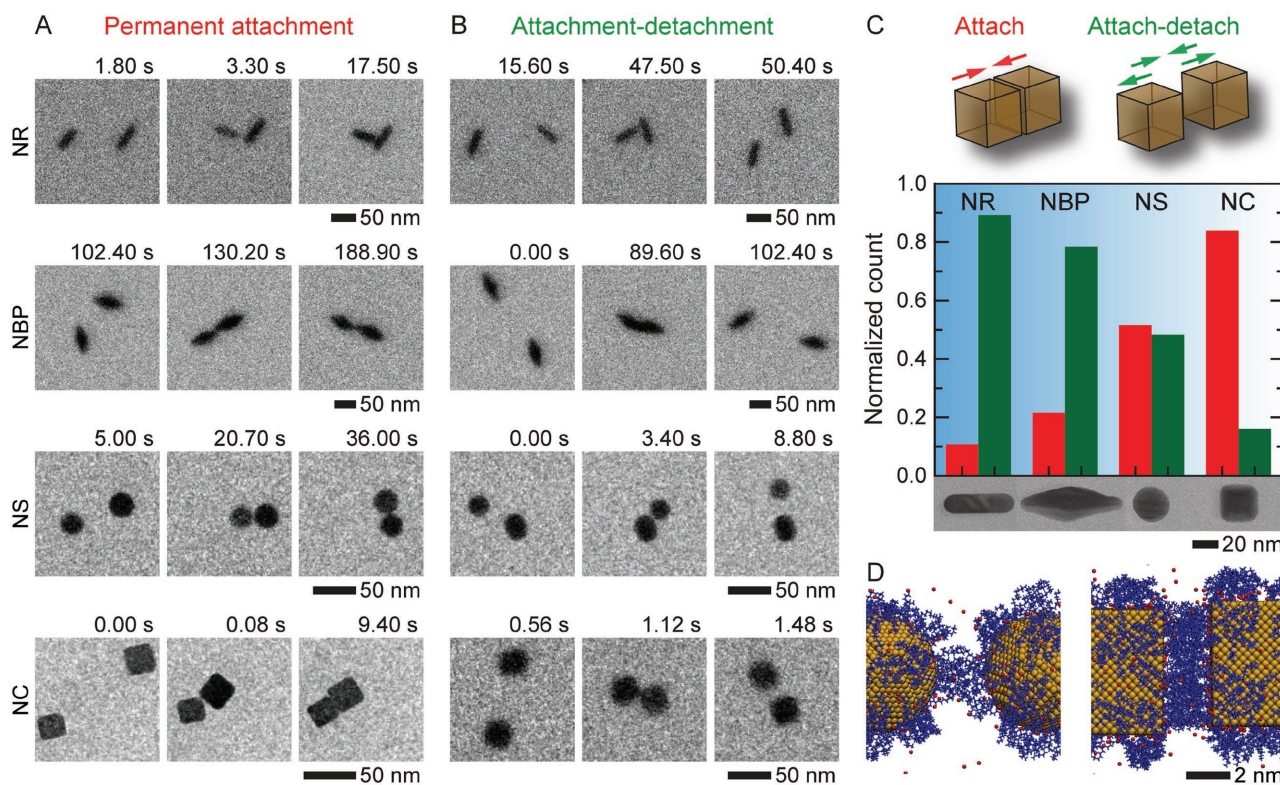 A Permanent attachment
1.80 s 3.30 s 17.50 s
NR
50 nm
102.40 s 130.20 s 188.90 s
NBP
50 nm
5.00 s 20.70 s 36.00 s
NS
50 nm
0.00 s 0.08 s 9.40 s
NC
50 nm
B Attachment-detachment
15.60 s 47.50 s 50.40 s
50 nm
0.00 s 89.60 s 102.40 s
50 nm
0.00 s 3.40 s 8.80 s
50 nm
0.56 s 1.12 s 1.48 s
50 nm
C Attach Attach-detach
Normalized count
1.0
0.8
0.6
0.4
0.2
0.0
NR NBP NS NC
20 nm
D
2 nm